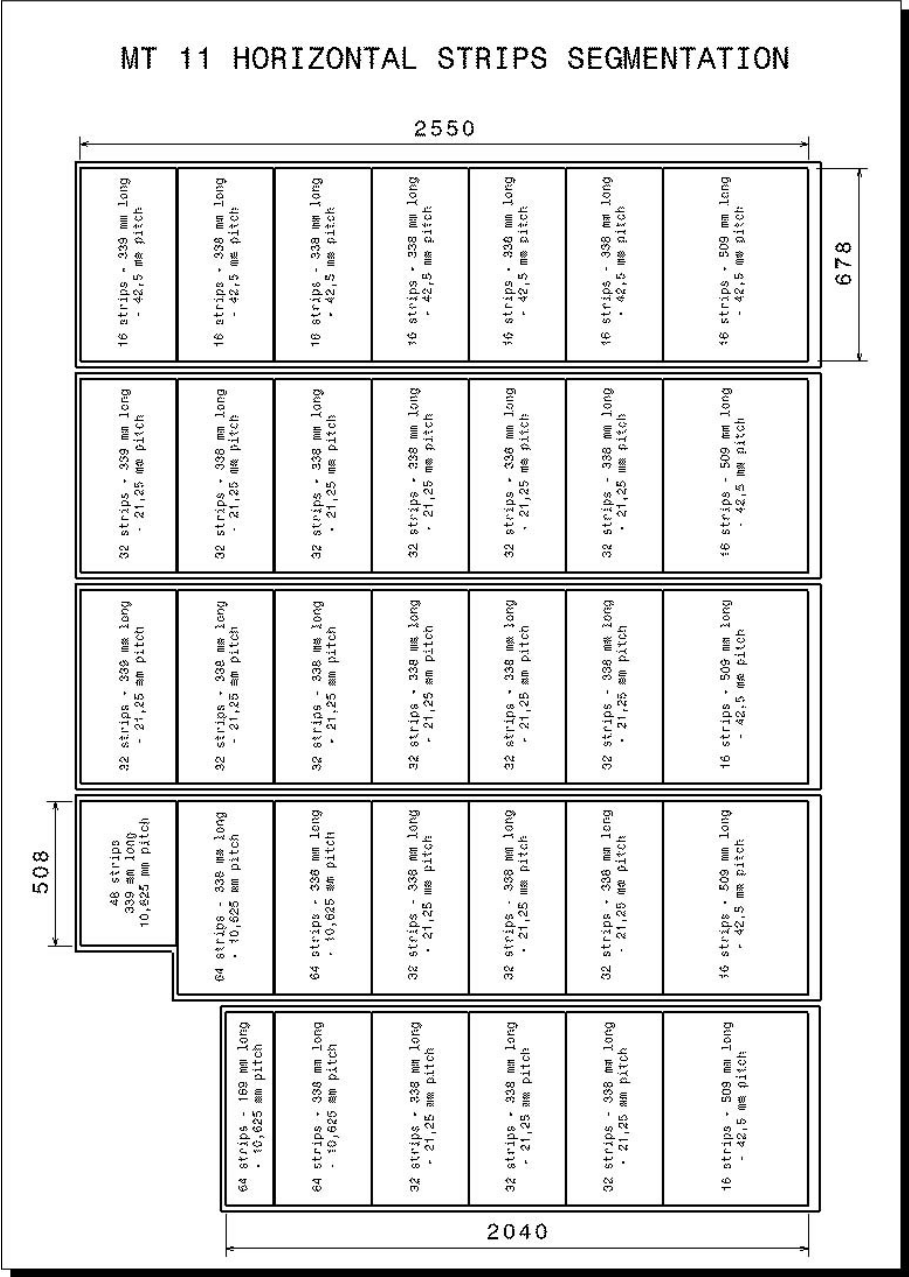 MT 11 HORIZONTAL STRIPS SEGMENTATION
2550
678
16 strips - 339 mm long
- 42,5 mm pitch
16 strips - 338 mm long
- 42,5 mm pitch
16 strips - 338 mm long
- 42,5 mm pitch
16 strips - 338 mm long
- 42,5 mm pitch
16 strips - 338 mm long
- 42,5 mm pitch
16 strips - 338 mm long
- 42,5 mm pitch
16 strips - 509 mm long
- 42,5 mm pitch
32 strips - 339 mm long
- 21,25 mm pitch
32 strips - 338 mm long
- 21,25 mm pitch
32 strips - 338 mm long
- 21,25 mm pitch
32 strips - 338 mm long
- 21,25 mm pitch
32 strips - 338 mm long
- 21,25 mm pitch
32 strips - 338 mm long
- 21,25 mm pitch
16 strips - 509 mm long
- 42,5 mm pitch
32 strips - 339 mm long
- 21,25 mm pitch
32 strips - 338 mm long
- 21,25 mm pitch
32 strips - 338 mm long
- 21,25 mm pitch
32 strips - 338 mm long
- 21,25 mm pitch
32 strips - 338 mm long
- 21,25 mm pitch
32 strips - 338 mm long
- 21,25 mm pitch
16 strips - 509 mm long
- 42,5 mm pitch
508
48 strips
339 mm long
10,625 mm pitch
64 strips - 338 mm long
- 10,625 mm pitch
64 strips - 338 mm long
- 10,625 mm pitch
32 strips - 338 mm long
- 21,25 mm pitch
32 strips - 338 mm long
- 21,25 mm pitch
32 strips - 338 mm long
- 21,25 mm pitch
16 strips - 509 mm long
- 42,5 mm pitch
64 strips - 169 mm long
- 10,625 mm pitch
64 strips - 338 mm long
- 10,625 mm pitch
32 strips - 338 mm long
- 21,25 mm pitch
32 strips - 338 mm long
- 21,25 mm pitch
32 strips - 338 mm long
- 21,25 mm pitch
16 strips - 509 mm long
- 42,5 mm pitch
2040